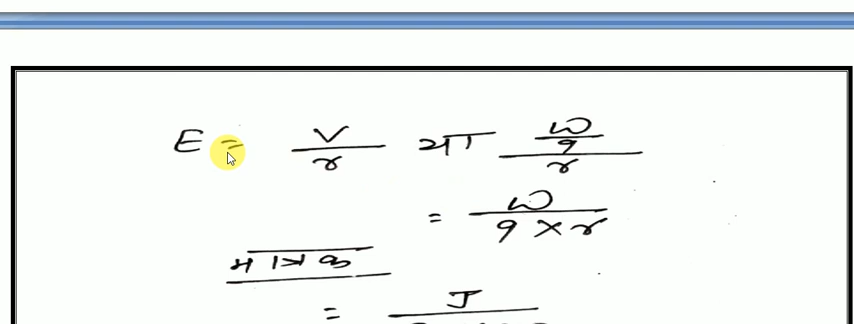 E = V/r या (W/q)/r
= W/(q × r)
मात्रक
= J